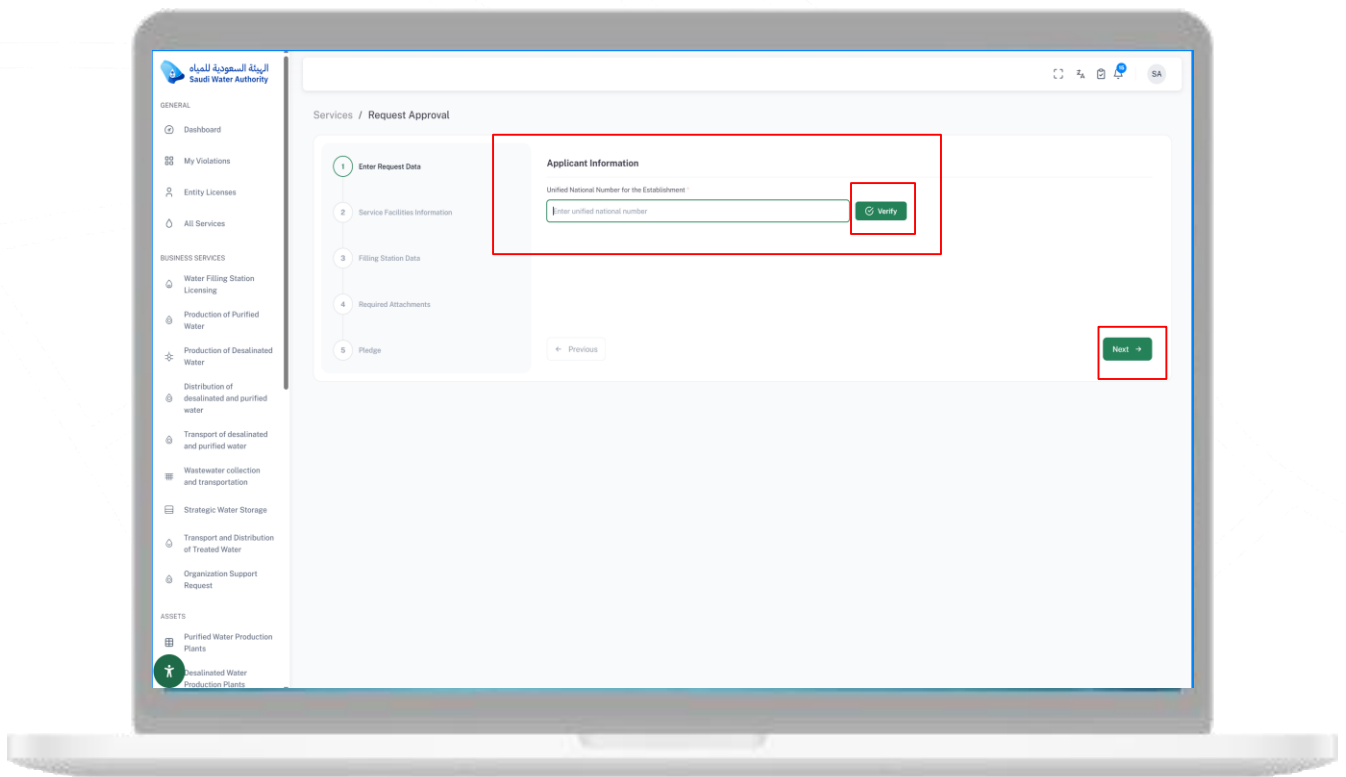 الهيئة السعودية للمياه
Saudi Water Authority
GENERAL
Dashboard
My Violations
Entity Licenses
All Services
BUSINESS SERVICES
Water Filling Station
Licensing
Production of Purified
Water
Production of Desalinated
Water
Distribution of
desalinated and purified
water
Transport of desalinated
and purified water
Wastewater collection
and transportation
Strategic Water Storage
Transport and Distribution
of Treated Water
Organization Support
Request
ASSETS
Purified Water Production
Plants
Desalinated Water
Production Plants
SA
Services / Request Approval
1 Enter Request Data
2 Service Facilities Information
3 Filling Station Data
4 Required Attachments
5 Pledge
Applicant Information
Unified National Number for the Establishment *
Enter unified national number
Verify
← Previous
Next →